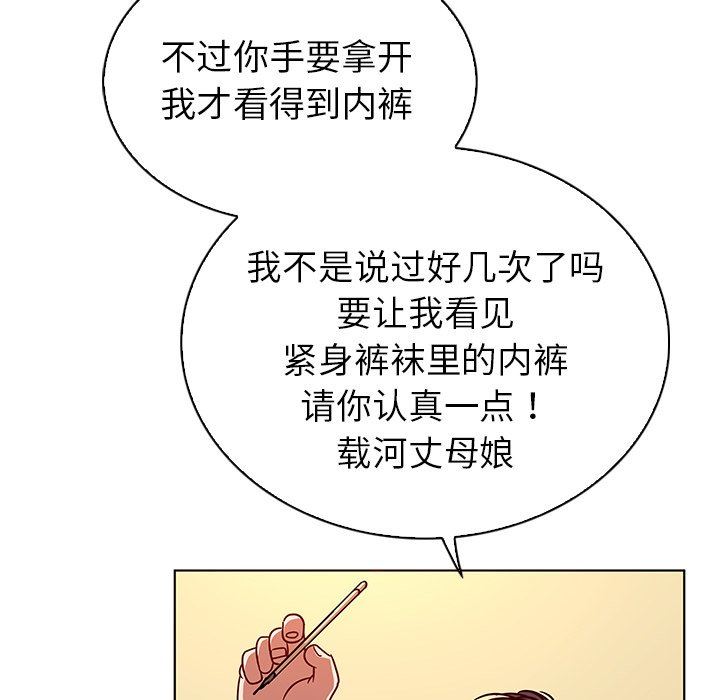 不过你手要拿开
我才看得到内裤
我不是说过好几次了吗
要让我看见
紧身裤袜里的内裤
请你认真一点！
载河丈母娘